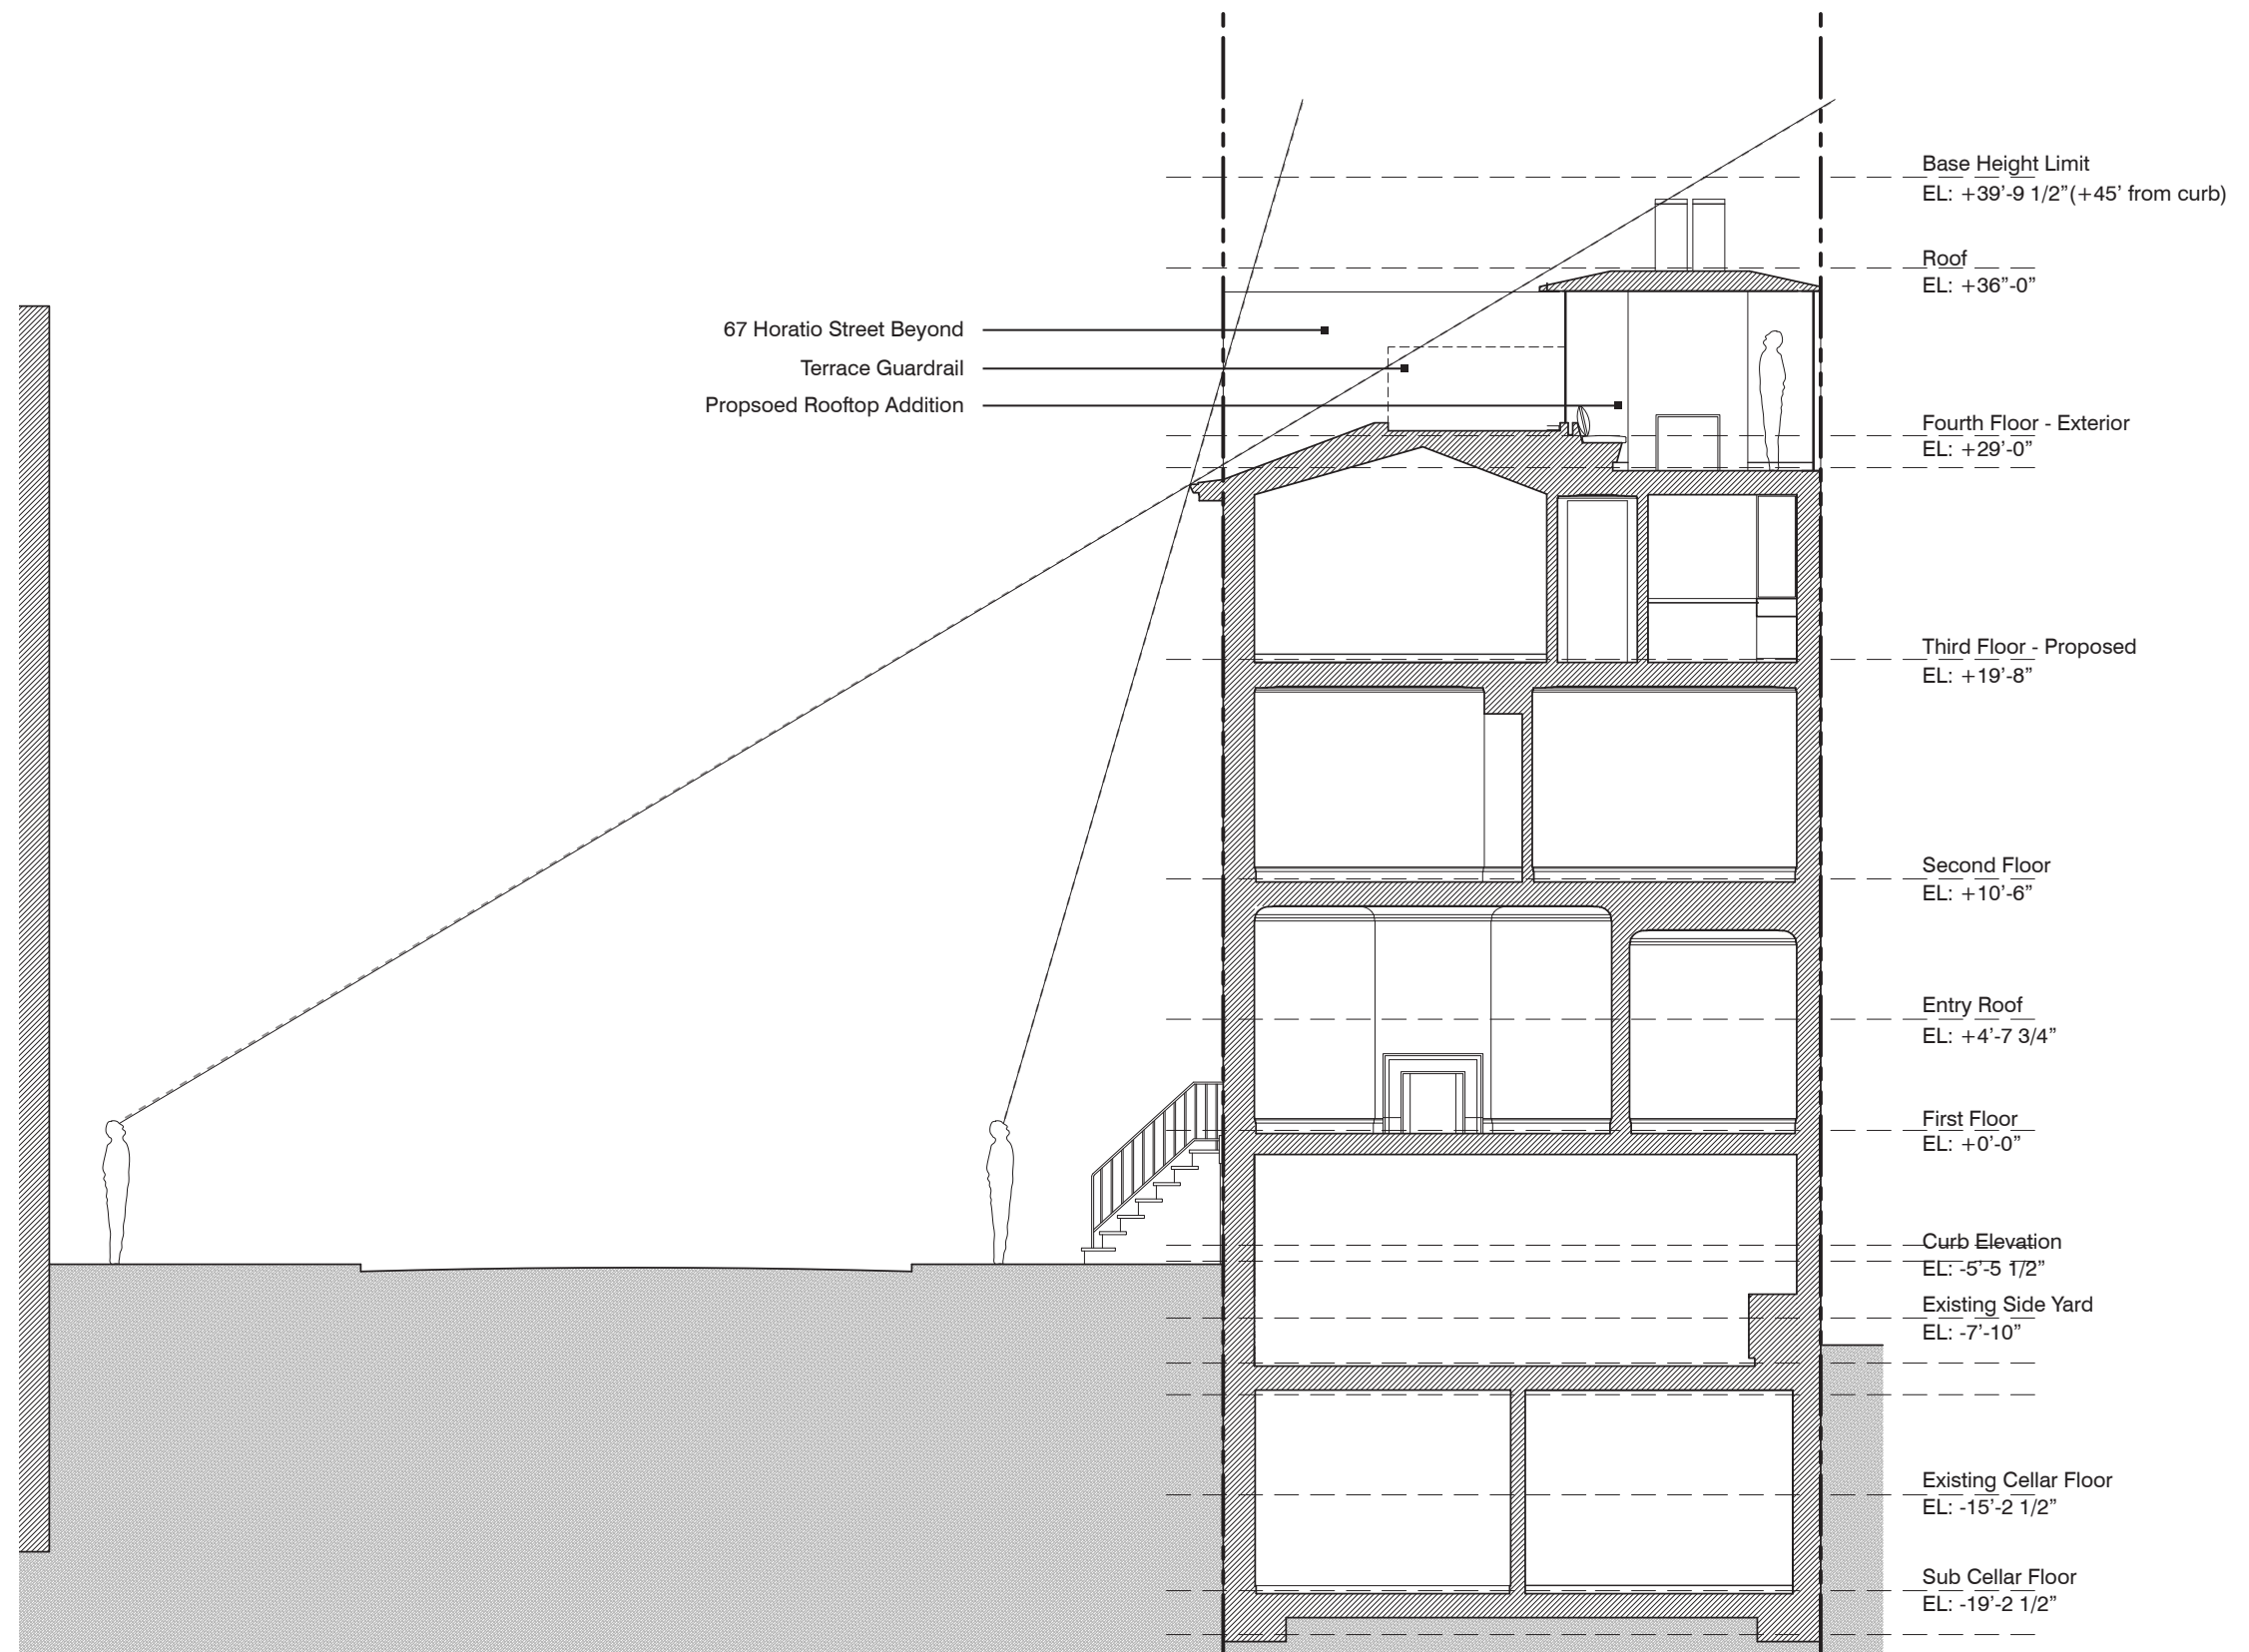 Base Height Limit
EL: +39’-9 1/2”(+45’ from curb)
Roof
EL: +36”-0”
67 Horatio Street Beyond
Terrace Guardrail
Propsoed Rooftop Addition
Fourth Floor - Exterior
EL: +29’-0”
Third Floor - Proposed
EL: +19’-8”
Second Floor
EL: +10’-6”
Entry Roof
EL: +4’-7 3/4”
First Floor
EL: +0’-0”
Curb Elevation
EL: -5’-5 1/2”
Existing Side Yard
EL: -7’-10”
Existing Cellar Floor
EL: -15’-2 1/2”
Sub Cellar Floor
EL: -19’-2 1/2”